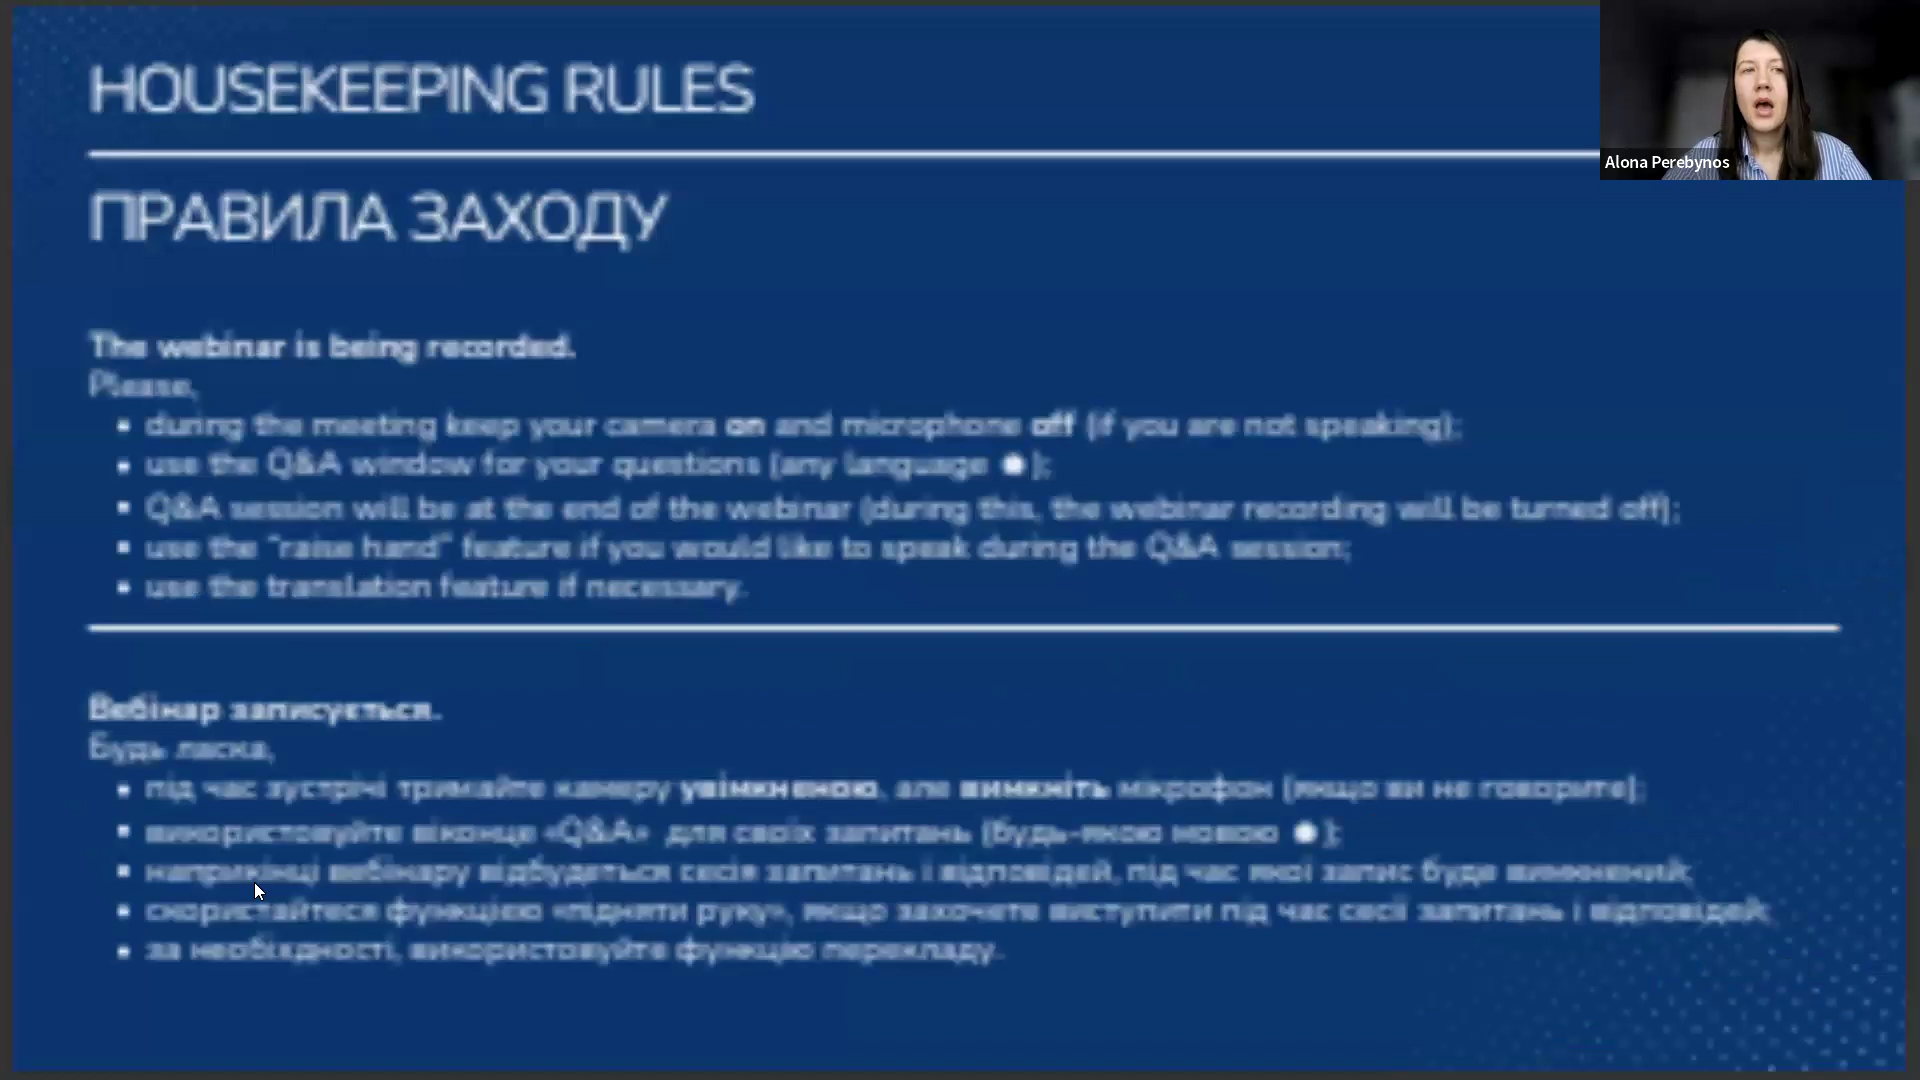 HOUSEKEEPING RULES
Alona Perebynos
ПРАВИЛА ЗАХОДУ
The webinar is being recorded.
Please,
• during the meeting keep your camera on and microphone off (if you are not speaking);
• use the Q&A window for your questions (any language ☻);
• Q&A session will be at the end of the webinar (during this, the webinar recording will be turned off);
• use the "raise hand" feature if you would like to speak during the Q&A session;
• use the translation feature if necessary.
Вебінар записується.
Будь ласка,
• під час зустрічі тримайте камеру увімкненою, але вимкніть мікрофон (якщо ви не говорите);
• використовуйте віконце «Q&A» для своїх запитань (будь-якою мовою ☻);
• наприкінці вебінару відбудеться сесія запитань і відповідей, під час якої запис буде вимкнений;
• скористайтеся функцією «підняти руку», якщо захочете виступити під час сесії запитань і відповідей;
• за необхідності, використовуйте функцію перекладу.